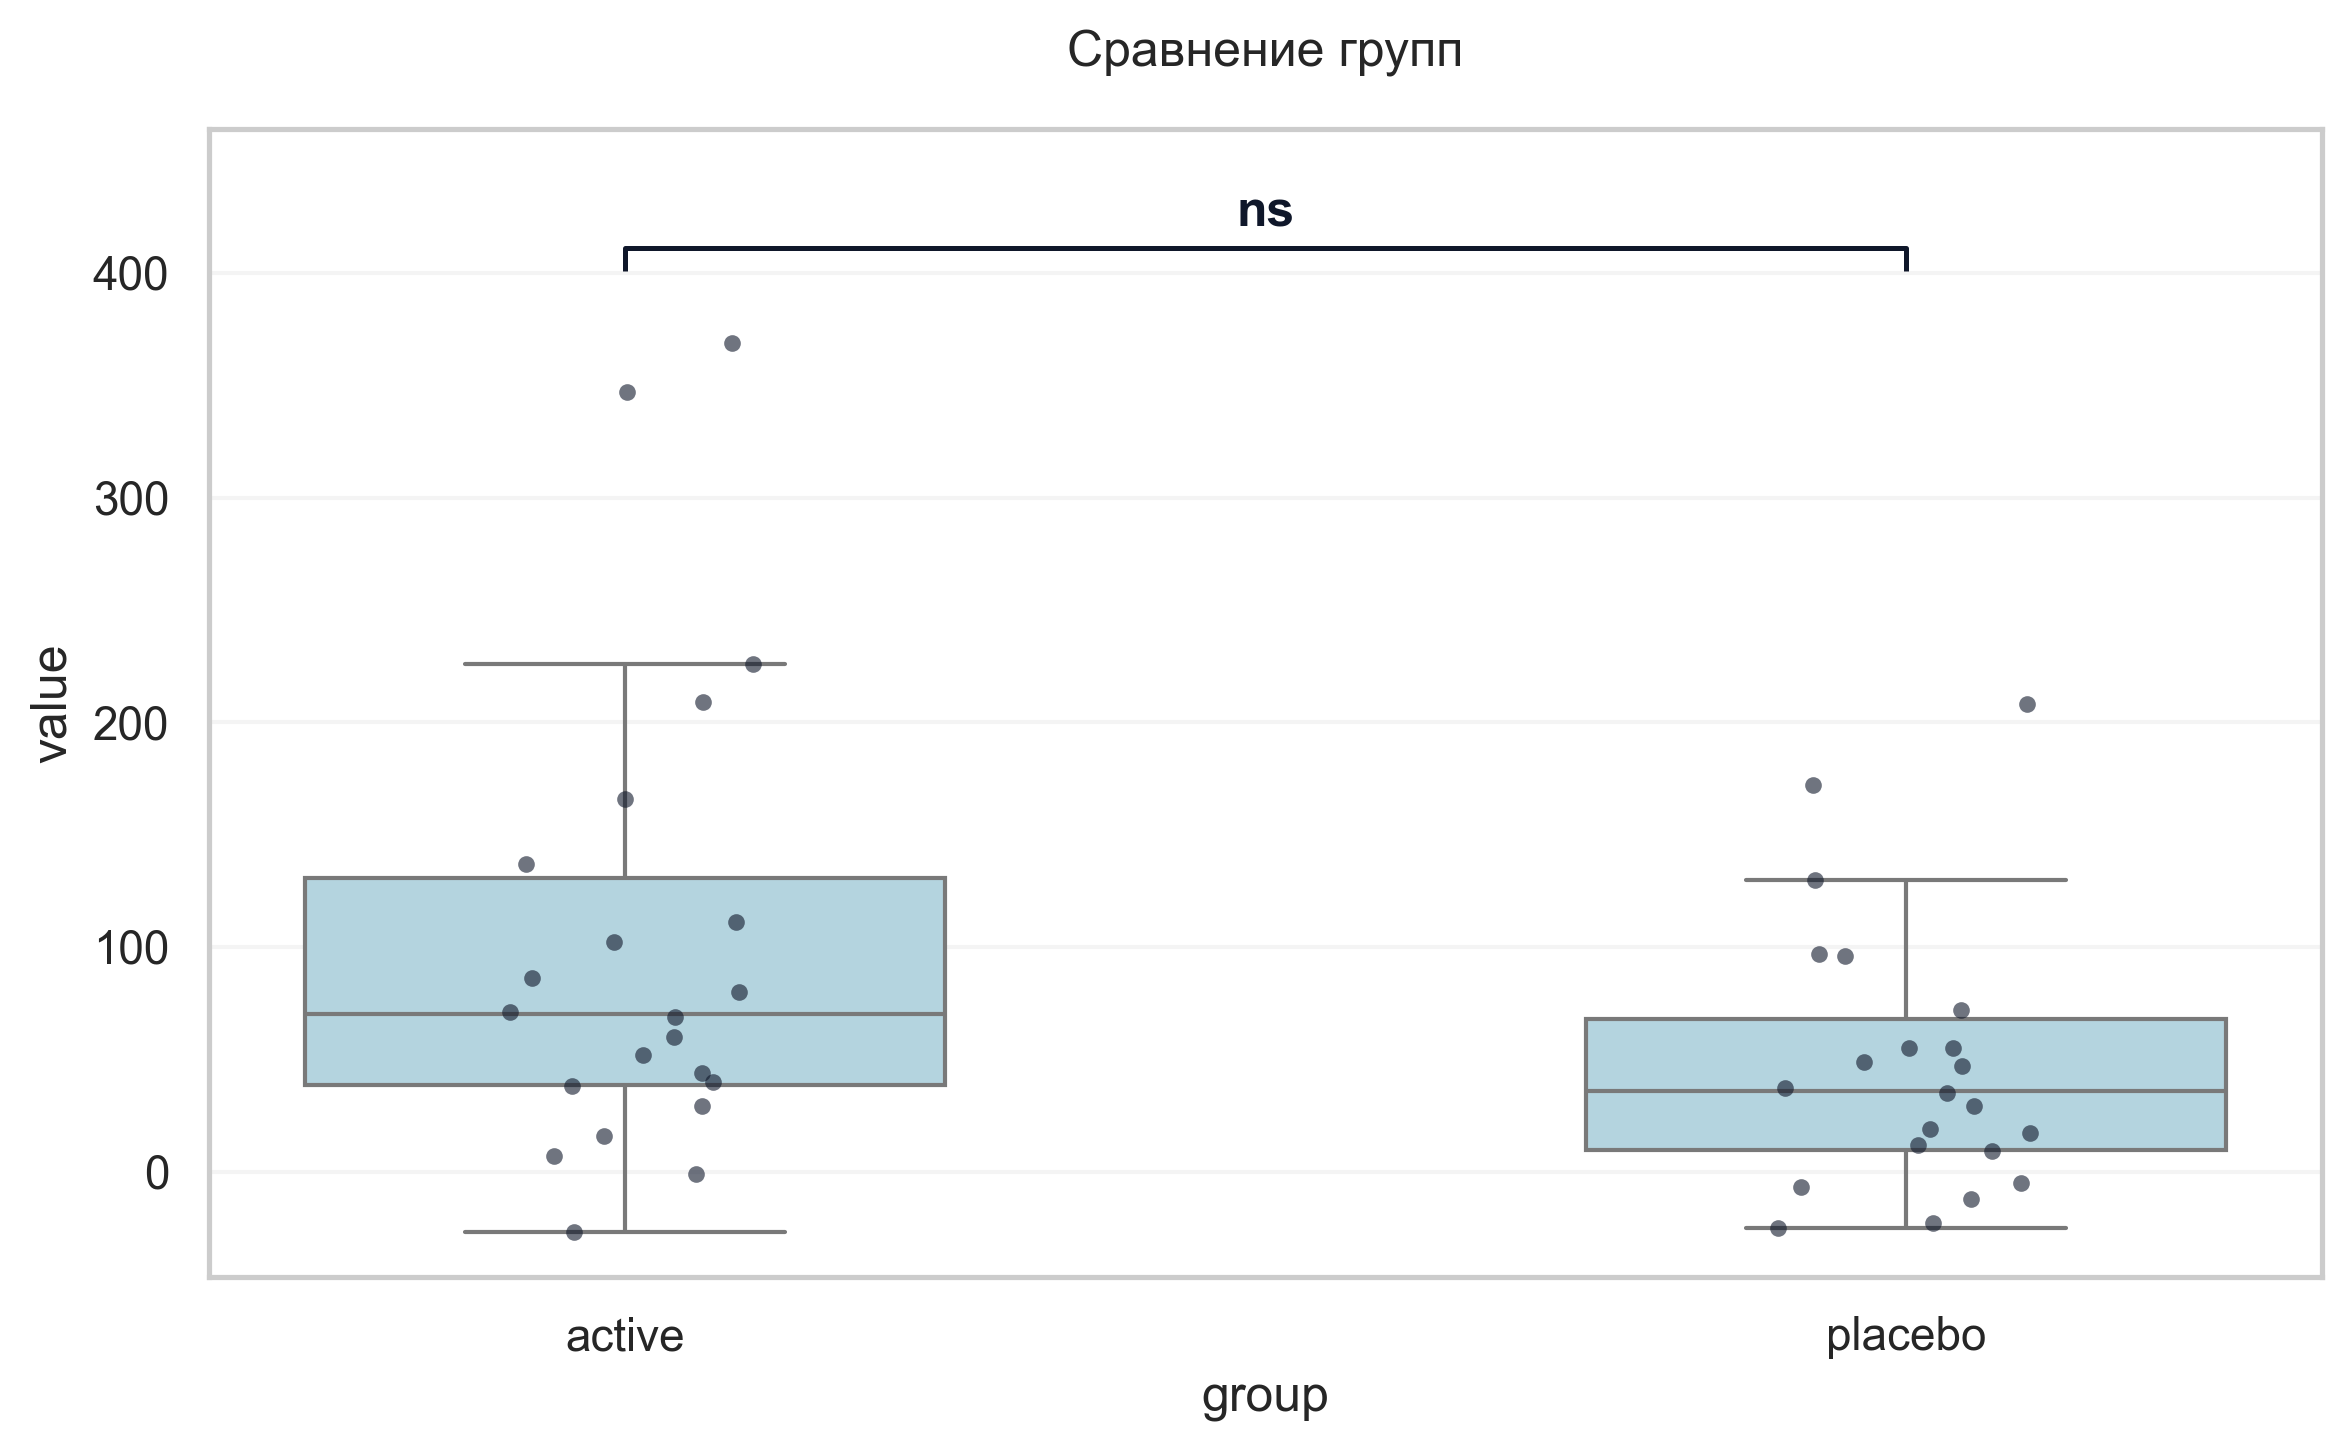 Сравнение групп
ns
400
300
200
100
0
value
active
placebo
group